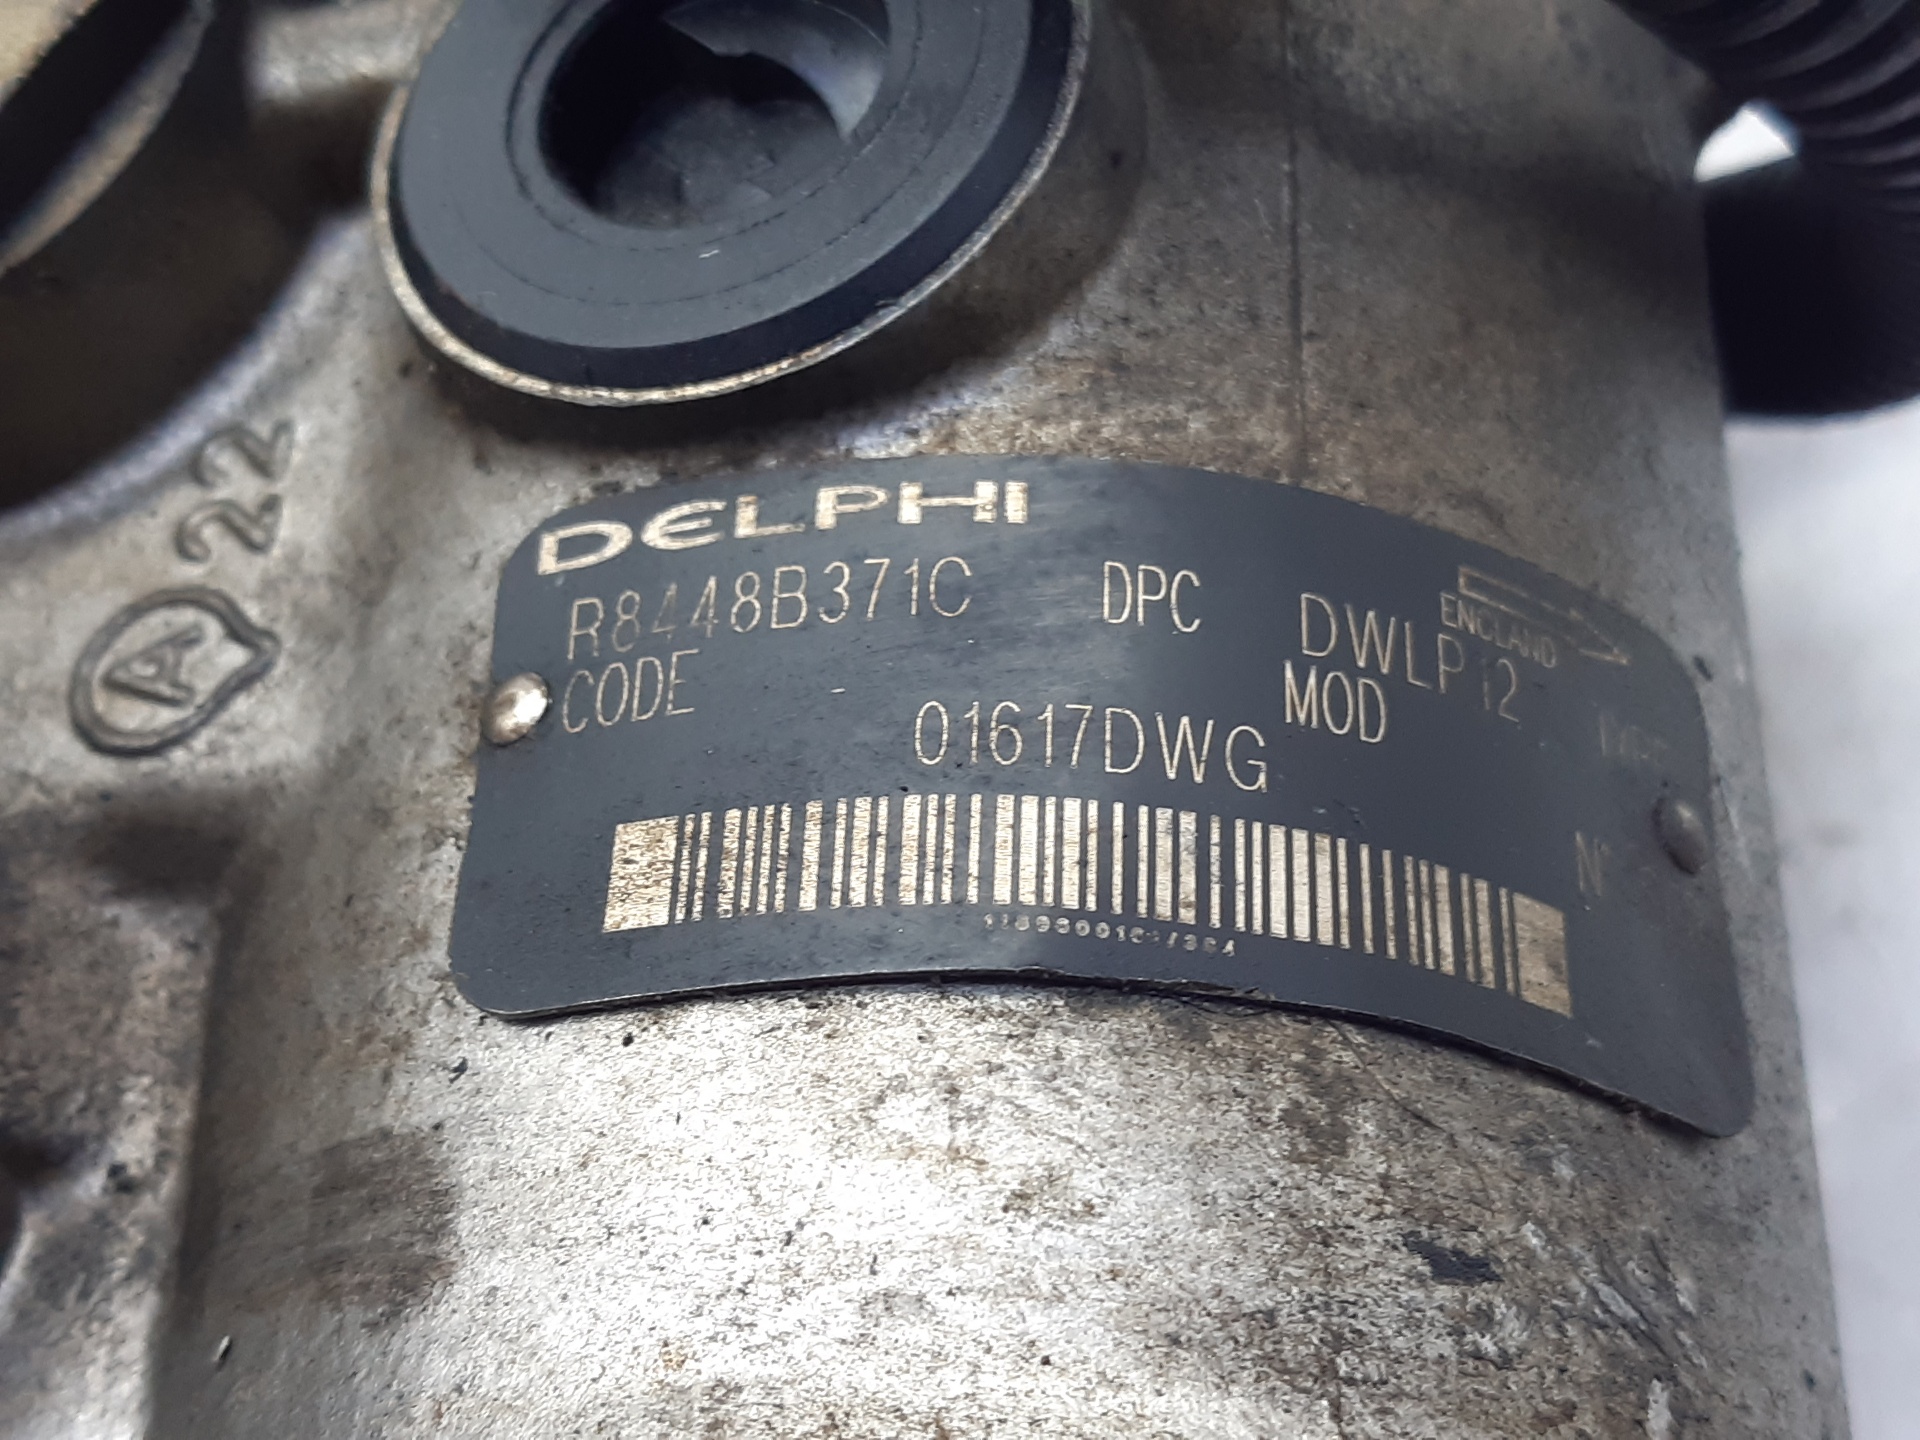 DELPHI
ENGLAND
R8448B371C DPC DWLP12
CODE MOD
01617DWG
A 22